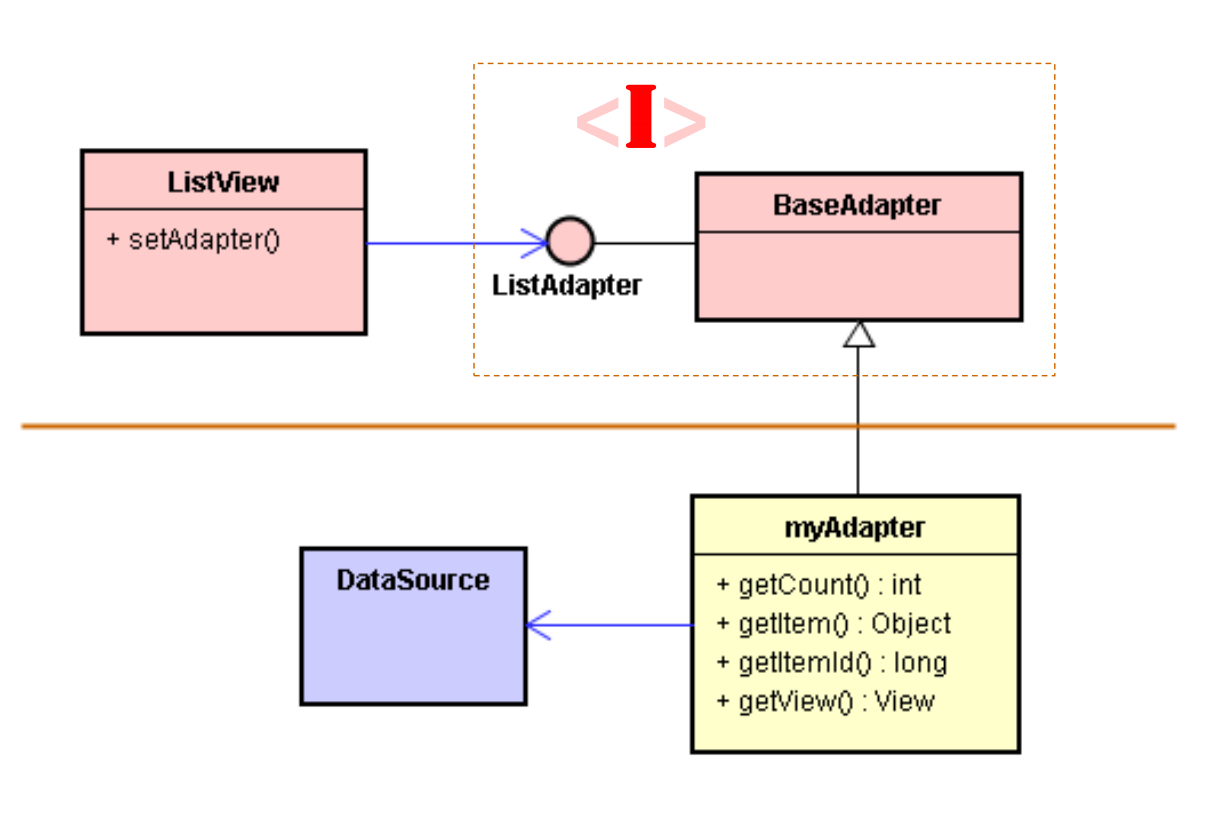 <I>
ListView
+ setAdapter()
ListAdapter
BaseAdapter
DataSource
myAdapter
+ getCount() : int
+ getItem() : Object
+ getItemId() : long
+ getView() : View